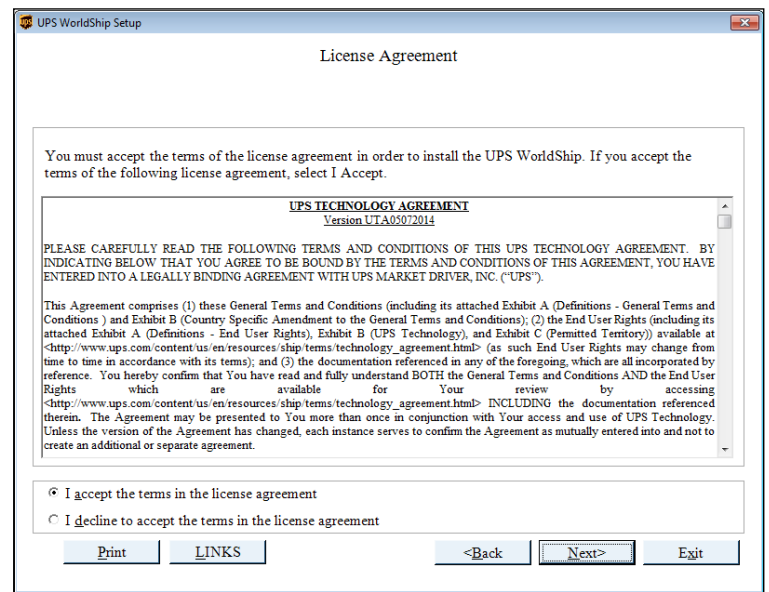 UPS WorldShip Setup
License Agreement
You must accept the terms of the license agreement in order to install the UPS WorldShip. If you accept the
terms of the following license agreement, select I Accept.
UPS TECHNOLOGY AGREEMENT
Version UTA05072014
PLEASE CAREFULLY READ THE FOLLOWING TERMS AND CONDITIONS OF THIS UPS TECHNOLOGY AGREEMENT. BY
INDICATING BELOW THAT YOU AGREE TO BE BOUND BY THE TERMS AND CONDITIONS OF THIS AGREEMENT, YOU HAVE
ENTERED INTO A LEGALLY BINDING AGREEMENT WITH UPS MARKET DRIVER, INC. (“UPS”).
This Agreement comprises (1) these General Terms and Conditions (including its attached Exhibit A (Definitions - General Terms and
Conditions ) and Exhibit B (Country Specific Amendment to the General Terms and Conditions); (2) the End User Rights (including its
attached Exhibit A (Definitions - End User Rights), Exhibit B (UPS Technology), and Exhibit C (Permitted Territory)) available at
<http://www.ups.com/content/us/en/resources/ship/terms/technology_agreement.html> (as such End User Rights may change from
time to time in accordance with its terms); and (3) the documentation referenced in any of the foregoing, which are all incorporated by
reference. You hereby confirm that You have read and fully understand BOTH the General Terms and Conditions AND the End User
Rights which are available for Your review by accessing
<http://www.ups.com/content/us/en/resources/ship/terms/technology_agreement.html> INCLUDING the documentation referenced
therein. The Agreement may be presented to You more than once in conjunction with Your access and use of UPS Technology.
Unless the version of the Agreement has changed, each instance serves to confirm the Agreement as mutually entered into and not to
create an additional or separate agreement.
I accept the terms in the license agreement
I decline to accept the terms in the license agreement
Print LINKS <Back Next> Exit